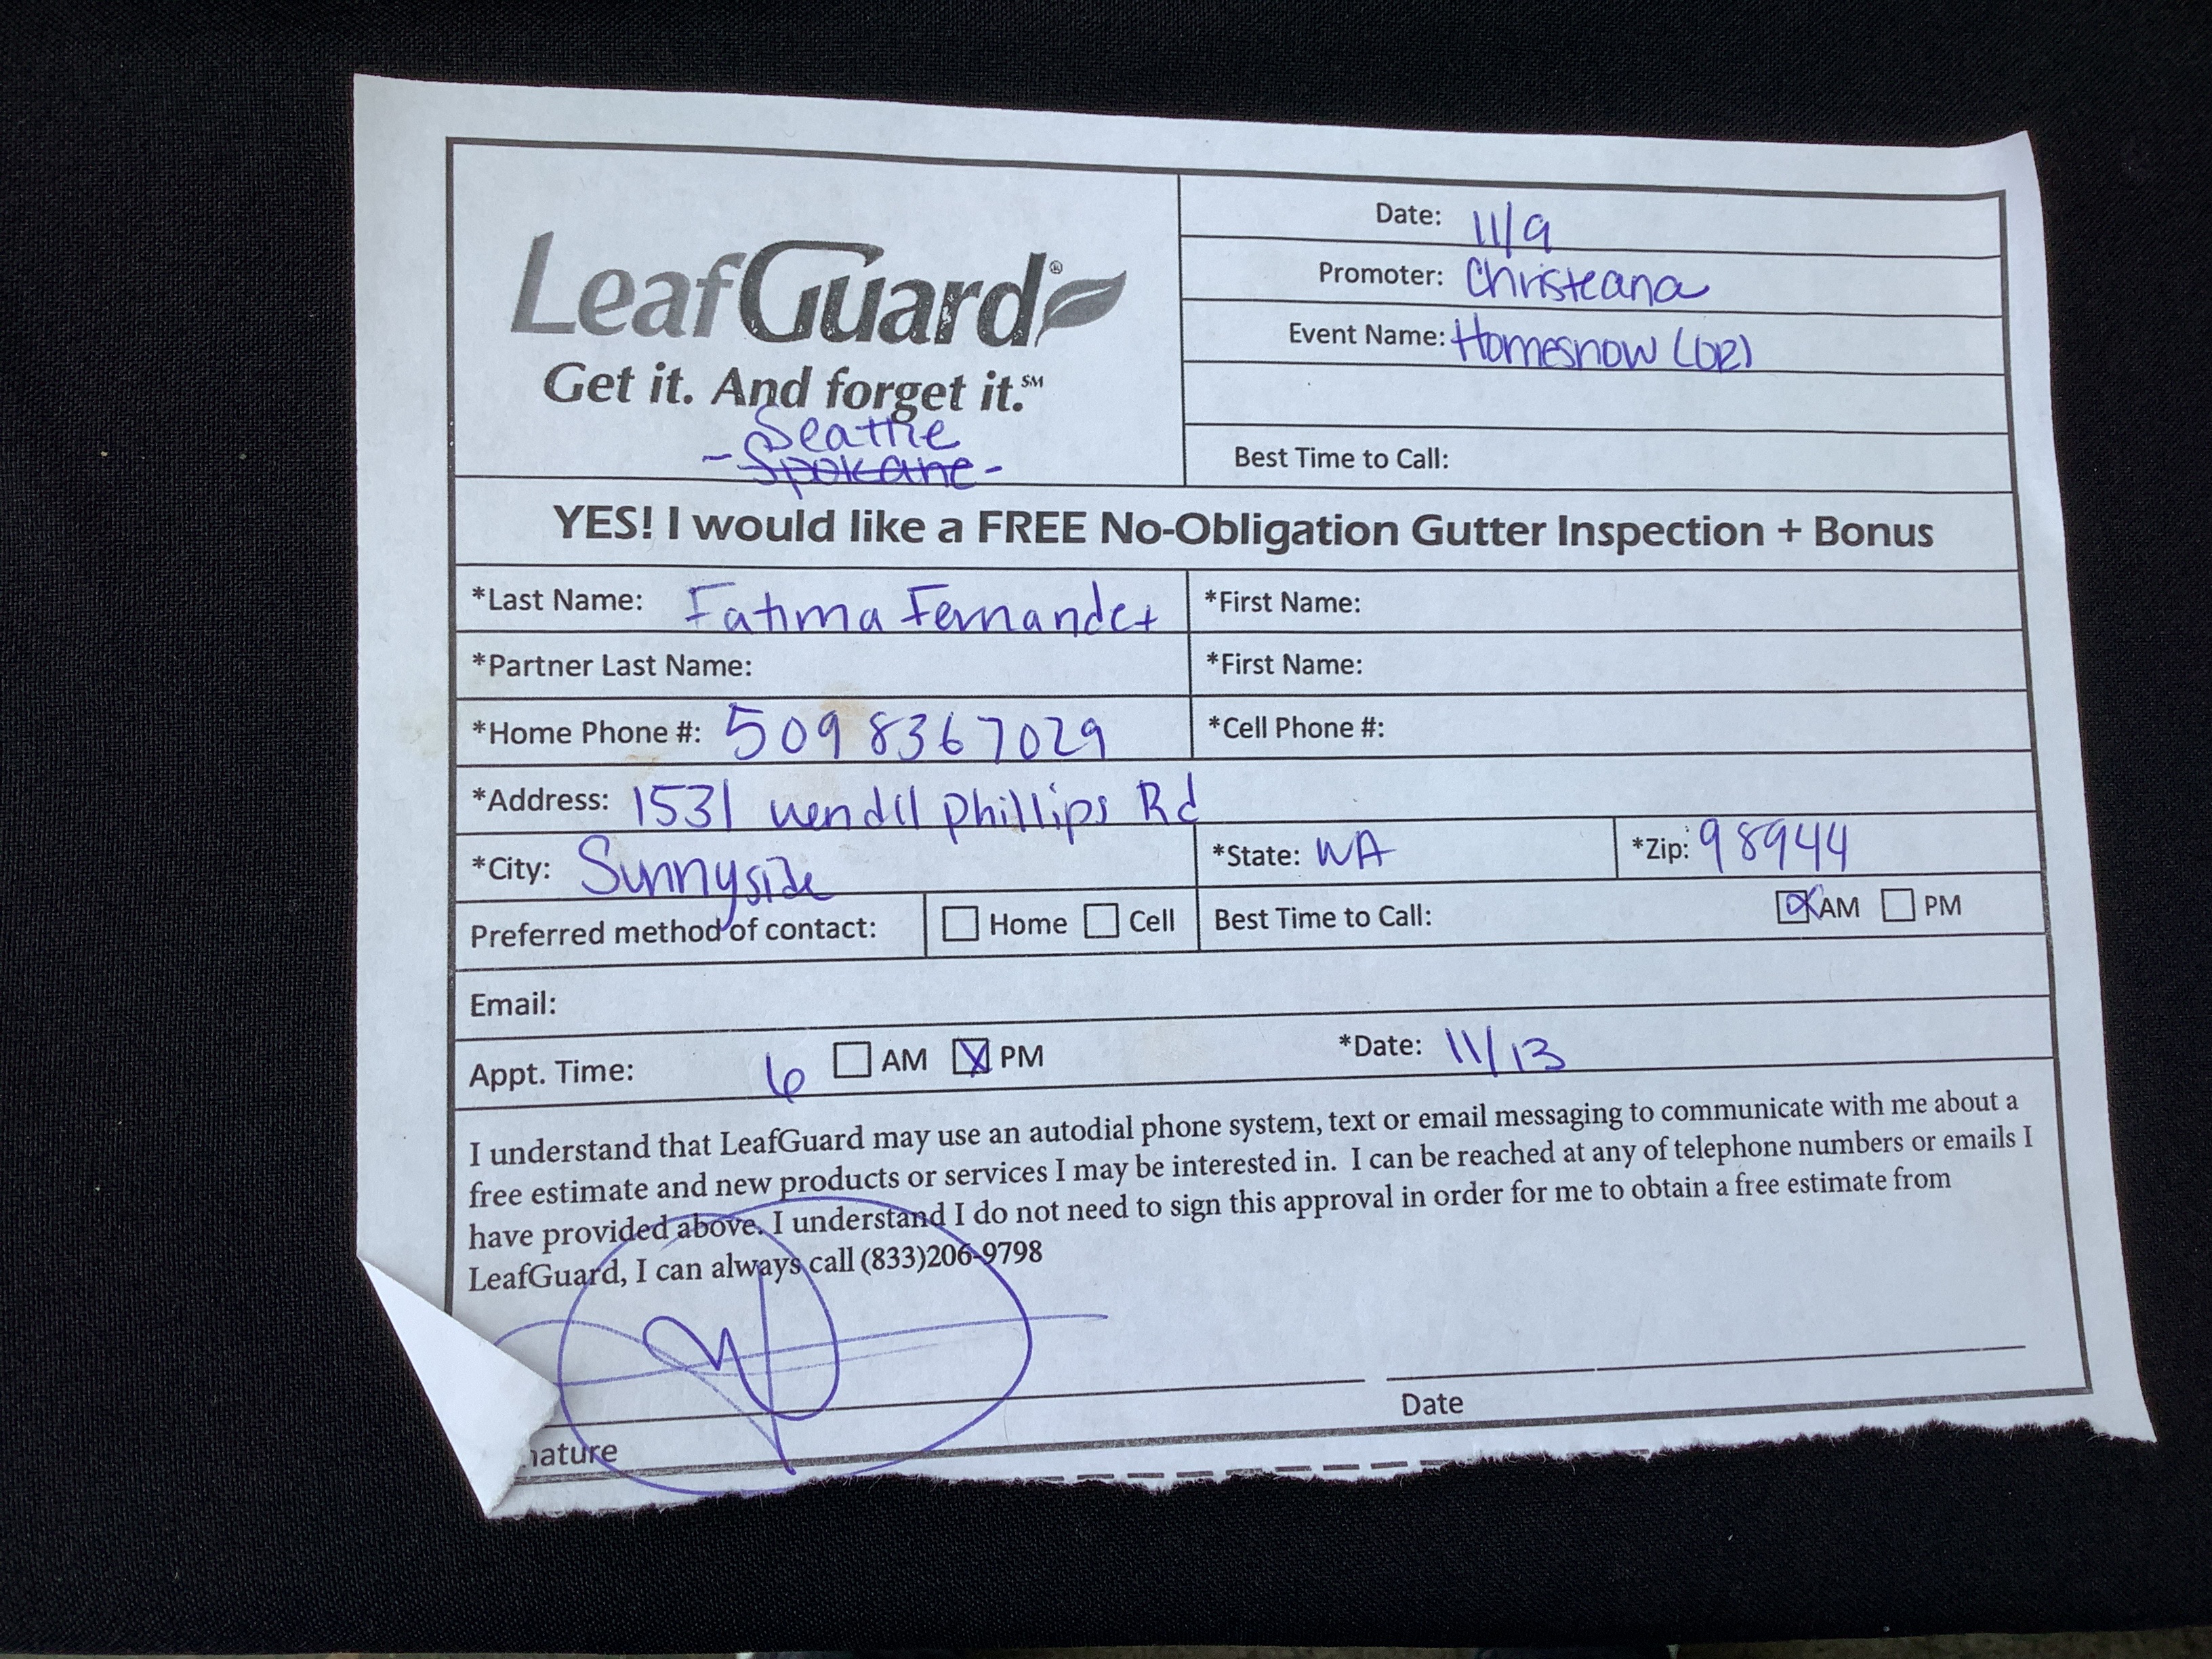 LeafGuard®
Get it. And forget it.℠
Seattle
- Spokane -
Date: 11/9
Promoter: Christeana
Event Name: Homeshow (OR)
Best Time to Call:
YES! I would like a FREE No-Obligation Gutter Inspection + Bonus
*Last Name: Fatima Fernandez *First Name:
*Partner Last Name: *First Name:
*Home Phone #: 509 8367029 *Cell Phone #:
*Address: 1531 Wendll Phillips Rd
*City: Sunnyside *State: WA *Zip: 98944
Preferred method of contact: Home Cell Best Time to Call: AM PM
Email:
Appt. Time: 6 AM PM *Date: 11/13
I understand that LeafGuard may use an autodial phone system, text or email messaging to communicate with me about a
free estimate and new products or services I may be interested in. I can be reached at any of telephone numbers or emails I
have provided above. I understand I do not need to sign this approval in order for me to obtain a free estimate from
LeafGuard, I can always call (833)206-9798
nature Date